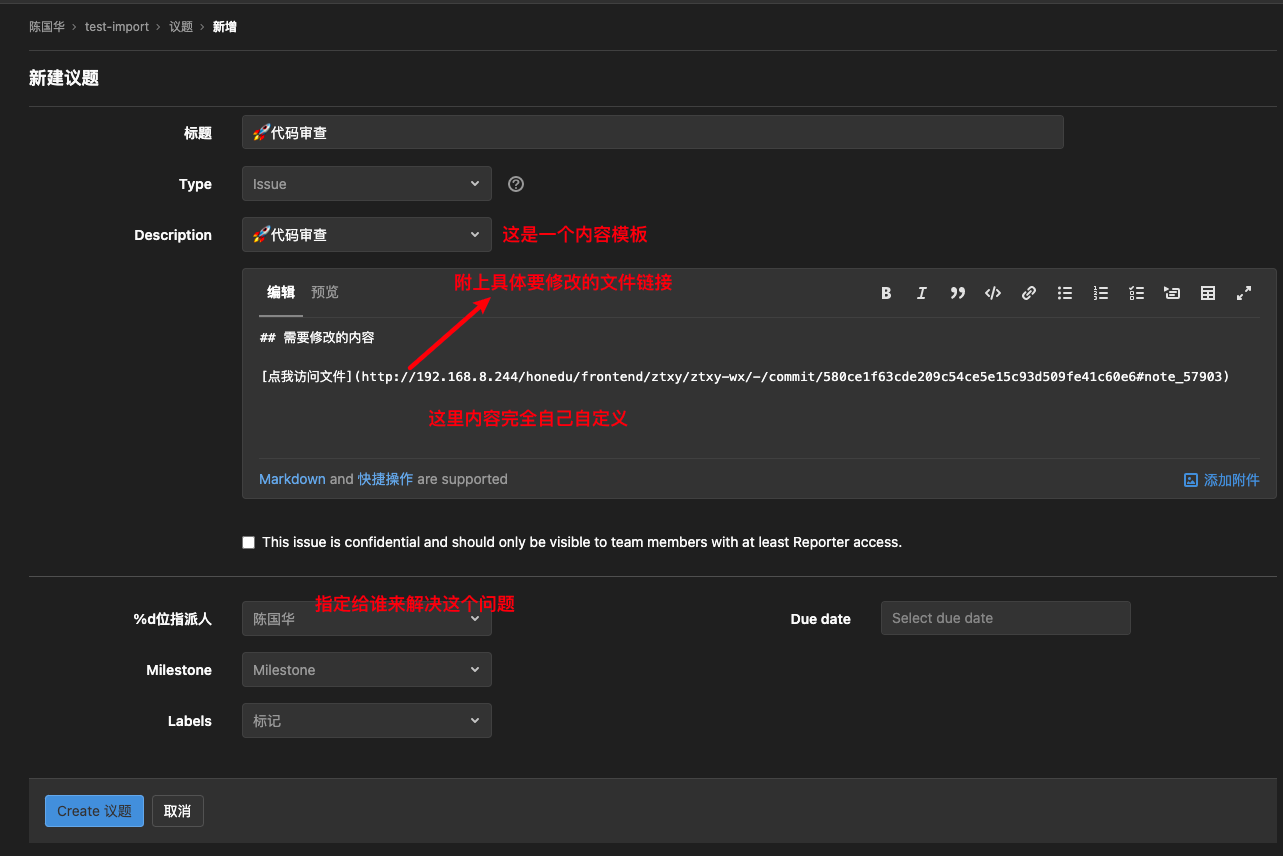 陈国华 › test-import › 议题 › 新增
新建议题
标题 🚀代码审查
Type Issue
Description 🚀代码审查 这是一个内容模板
附上具体要修改的文件链接
编辑 预览
## 需要修改的内容
[点我访问文件](http://192.168.8.244/honedu/frontend/ztxy/ztxy-wx/-/commit/580ce1f63cde209c54ce5e15c93d509fe41c60e6#note_57903)
这里内容完全自己自定义
Markdown and 快捷操作 are supported 添加附件
This issue is confidential and should only be visible to team members with at least Reporter access.
指定给谁来解决这个问题
%d位指派人 陈国华 Due date Select due date
Milestone Milestone
Labels 标记
Create 议题 取消